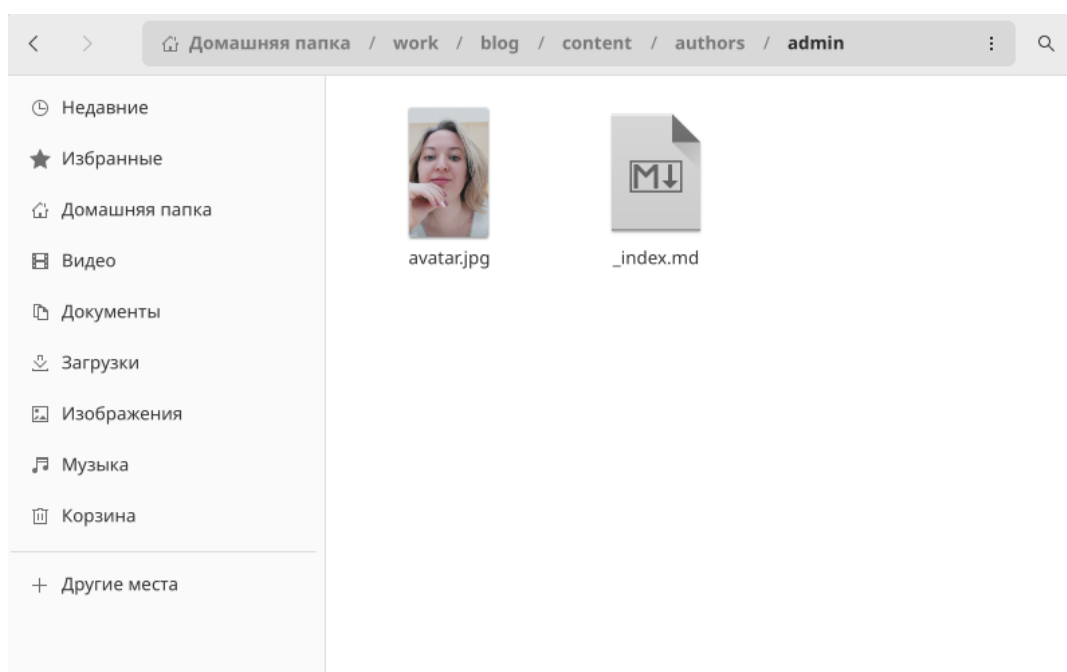 Домашняя папка / work / blog / content / authors / admin
Недавние
Избранные
Домашняя папка
Видео
Документы
Загрузки
Изображения
Музыка
Корзина
Другие места
avatar.jpg
_index.md
M